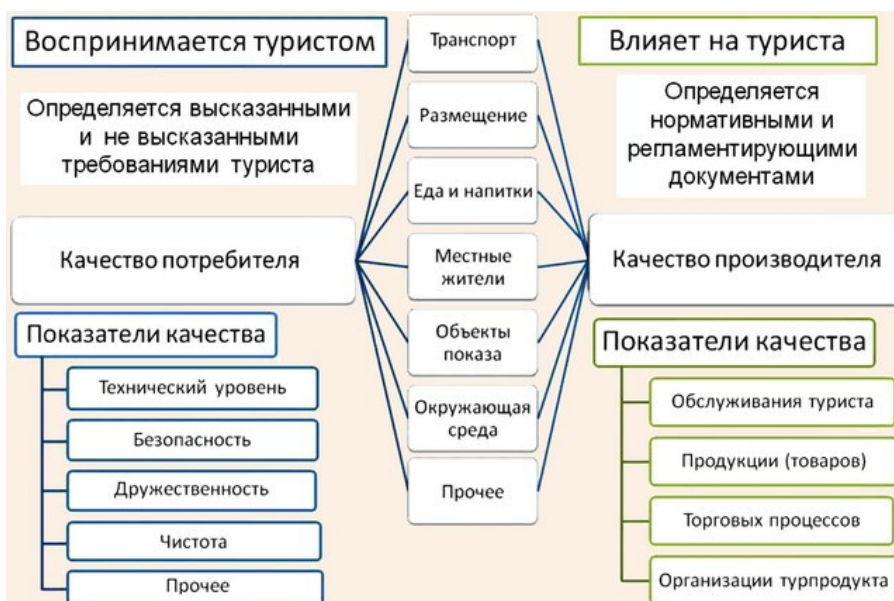 Воспринимается туристом
Определяется высказанными
и не высказанными
требованиями туриста
Качество потребителя
Показатели качества
Технический уровень
Безопасность
Дружественность
Чистота
Прочее
Транспорт
Размещение
Еда и напитки
Местные
жители
Объекты
показа
Окружающая
среда
Прочее
Влияет на туриста
Определяется
нормативными и
регламентирующими
документами
Качество производителя
Показатели качества
Обслуживания туриста
Продукции (товаров)
Торговых процессов
Организации турпродукта